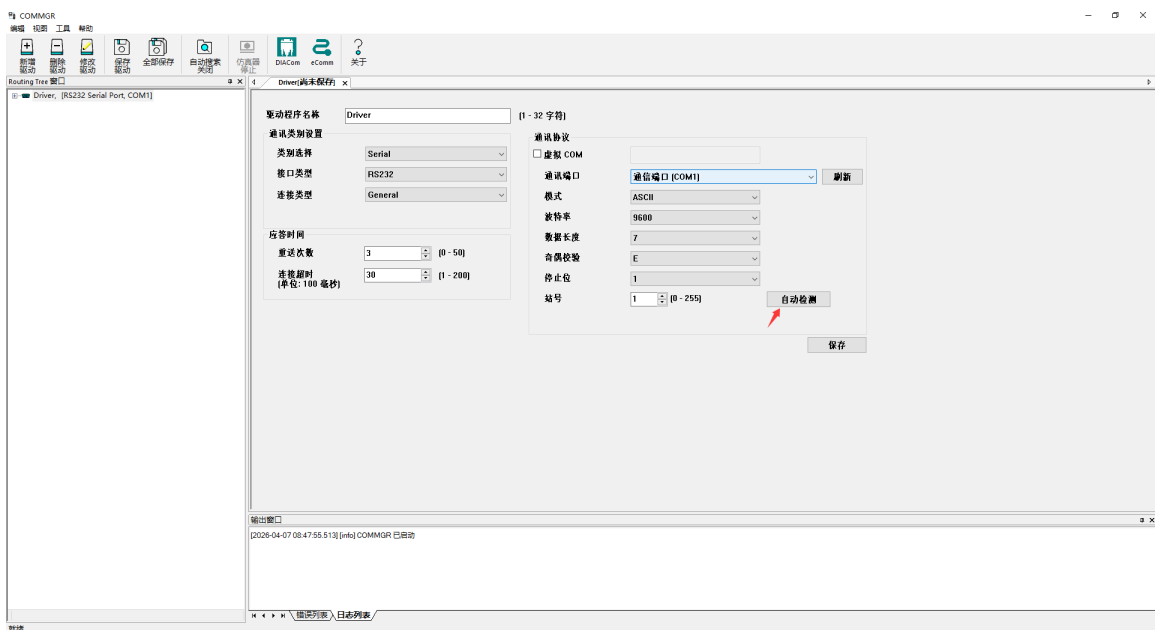 COMMGR
编辑 视图 工具 帮助
新增驱动 删除驱动 修改驱动 保存驱动 全部保存 自动搜索关闭 仿真器停止 DIACom eComm 关于
Routing Tree 窗口
Driver[尚未保存]
Driver, [RS232 Serial Port, COM1]
驱动程序名称 Driver (1 - 32 字符)
通讯类别设置
类别选择 Serial
接口类型 RS232
连接类型 General
应答时间
重送次数 3 (0 - 50)
连接超时 30 (1 - 200)
(单位: 100 毫秒)
通讯协议
虚拟 COM
通讯端口 通信端口 (COM1) 刷新
模式 ASCII
波特率 9600
数据长度 7
奇偶校验 E
停止位 1
站号 1 (0 - 255) 自动检测
保存
输出窗口
[2026-04-07 08:47:55.513] [info] COMMGR 已启动
错误列表 日志列表
就绪